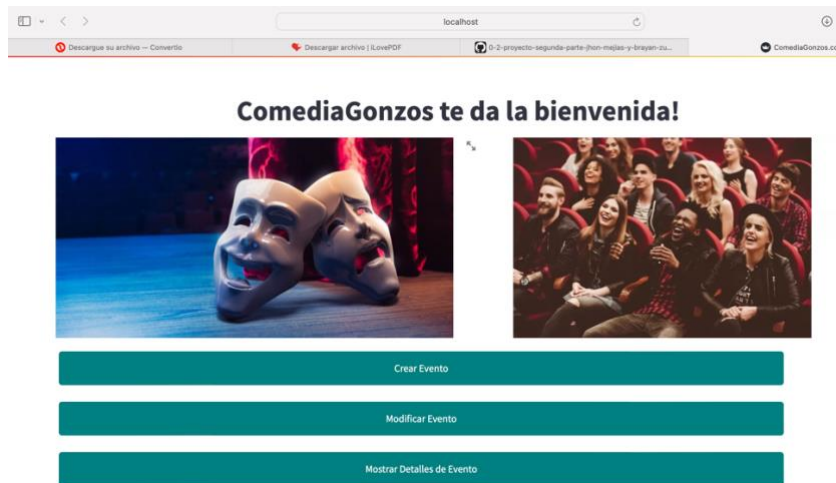 localhost
Descargue su archivo — Convertio
Descargar archivo | iLovePDF
0-2-proyecto-segunda-parte-jhon-mejias-y-brayan-zu...
ComediaGonzos.co
ComediaGonzos te da la bienvenida!
Crear Evento
Modificar Evento
Mostrar Detalles de Evento